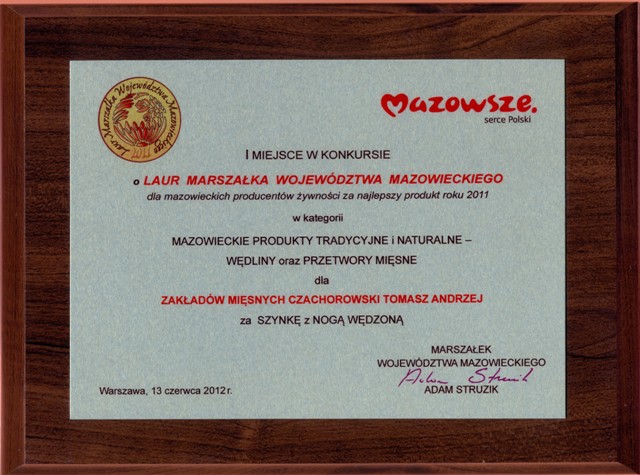 Laur Marszałka Województwa Mazowieckiego
2011
mazowsze.
serce Polski
I MIEJSCE W KONKURSIE
o LAUR MARSZAŁKA WOJEWÓDZTWA MAZOWIECKIEGO
dla mazowieckich producentów żywności za najlepszy produkt roku 2011
w kategorii
MAZOWIECKIE PRODUKTY TRADYCYJNE i NATURALNE –
WĘDLINY oraz PRZETWORY MIĘSNE
dla
ZAKŁADÓW MIĘSNYCH CZACHOROWSKI TOMASZ ANDRZEJ
za SZYNKĘ z NOGĄ WĘDZONĄ
MARSZAŁEK
WOJEWÓDZTWA MAZOWIECKIEGO
Adam Struzik
ADAM STRUZIK
Warszawa, 13 czerwca 2012 r.